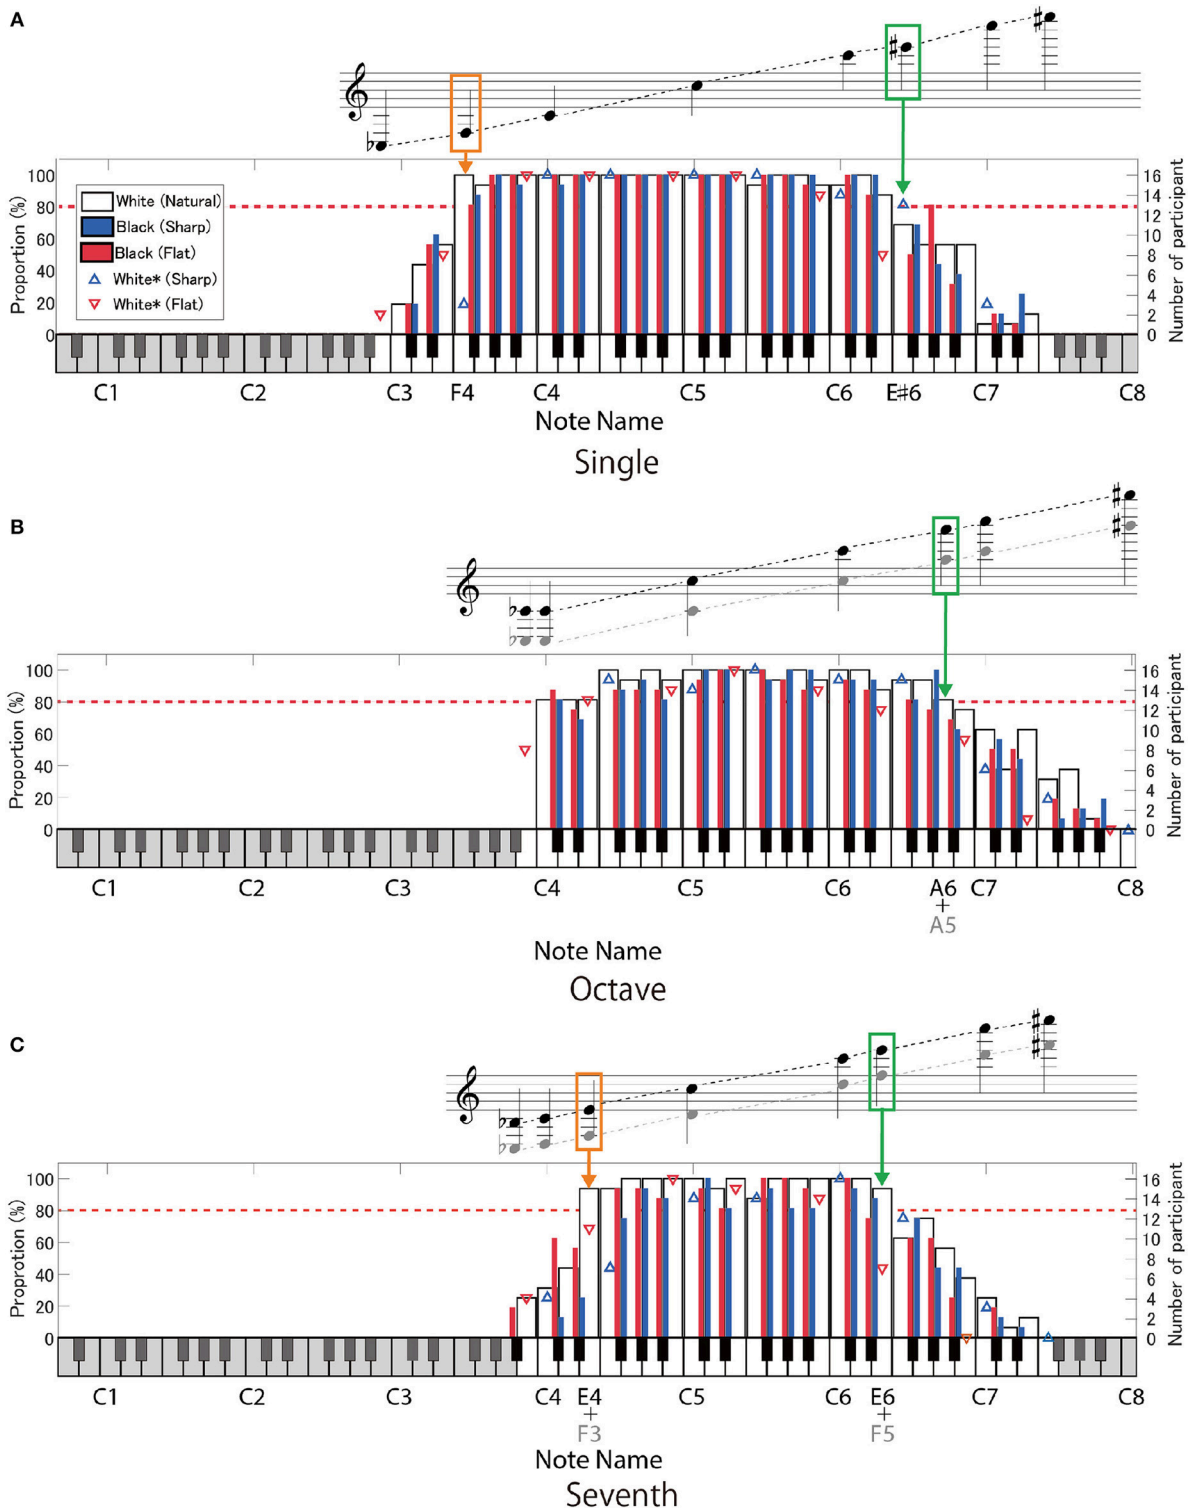 A
Proportion (%)
100
80
60
40
20
0
White (Natural)
Black (Sharp)
Black (Flat)
White* (Sharp)
White* (Flat)
16
14
12
10
8
6
4
2
0
Number of participant
C1 C2 C3 F4 C4 C5 C6 E♯6 C7 C8
Note Name
Single
B
Proportion (%)
100
80
60
40
20
0
16
14
12
10
8
6
4
2
0
Number of participant
C1 C2 C3 C4 C5 C6 A6 C7 C8
+
A5
Note Name
Octave
C
Proprotion (%)
100
80
60
40
20
0
16
14
12
10
8
6
4
2
0
Number of participant
C1 C2 C3 C4 E4 C5 C6 E6 C7 C8
+ +
F3 F5
Note Name
Seventh